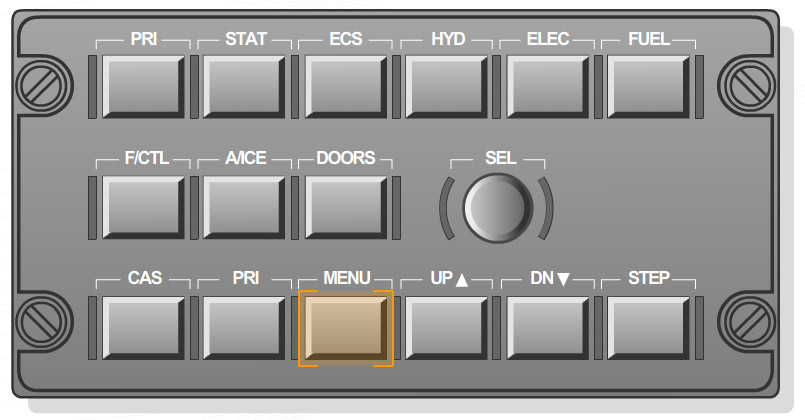 PRI STAT ECS HYD ELEC FUEL
F/CTL A/ICE DOORS SEL
CAS PRI MENU UP▲ DN▼ STEP